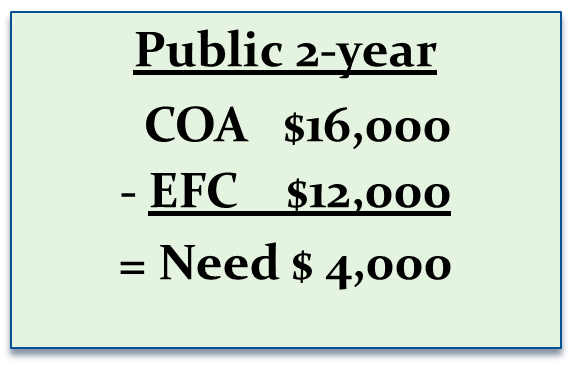 Public 2-year
COA $16,000
- EFC $12,000
= Need $ 4,000